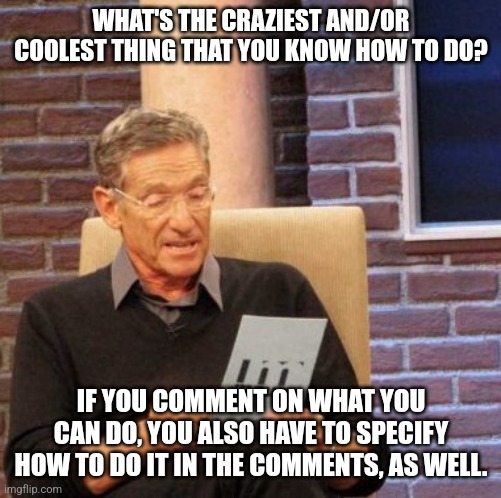 WHAT'S THE CRAZIEST AND/OR
COOLEST THING THAT YOU KNOW HOW TO DO?
IF YOU COMMENT ON WHAT YOU
CAN DO, YOU ALSO HAVE TO SPECIFY
HOW TO DO IT IN THE COMMENTS, AS WELL.
imgflip.com